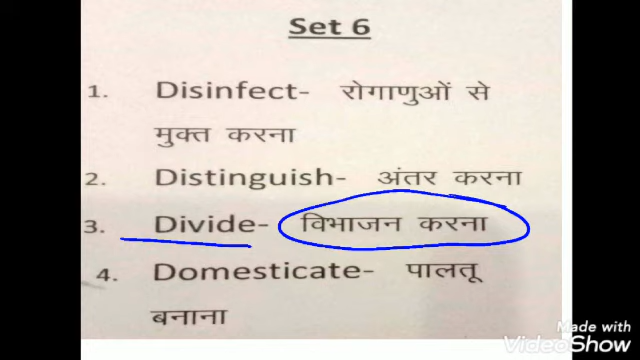 Set 6
1. Disinfect- रोगाणुओं से
मुक्त करना
2. Distinguish- अंतर करना
3. Divide- विभाजन करना
4. Domesticate- पालतू
बनाना
Made with
VideoShow